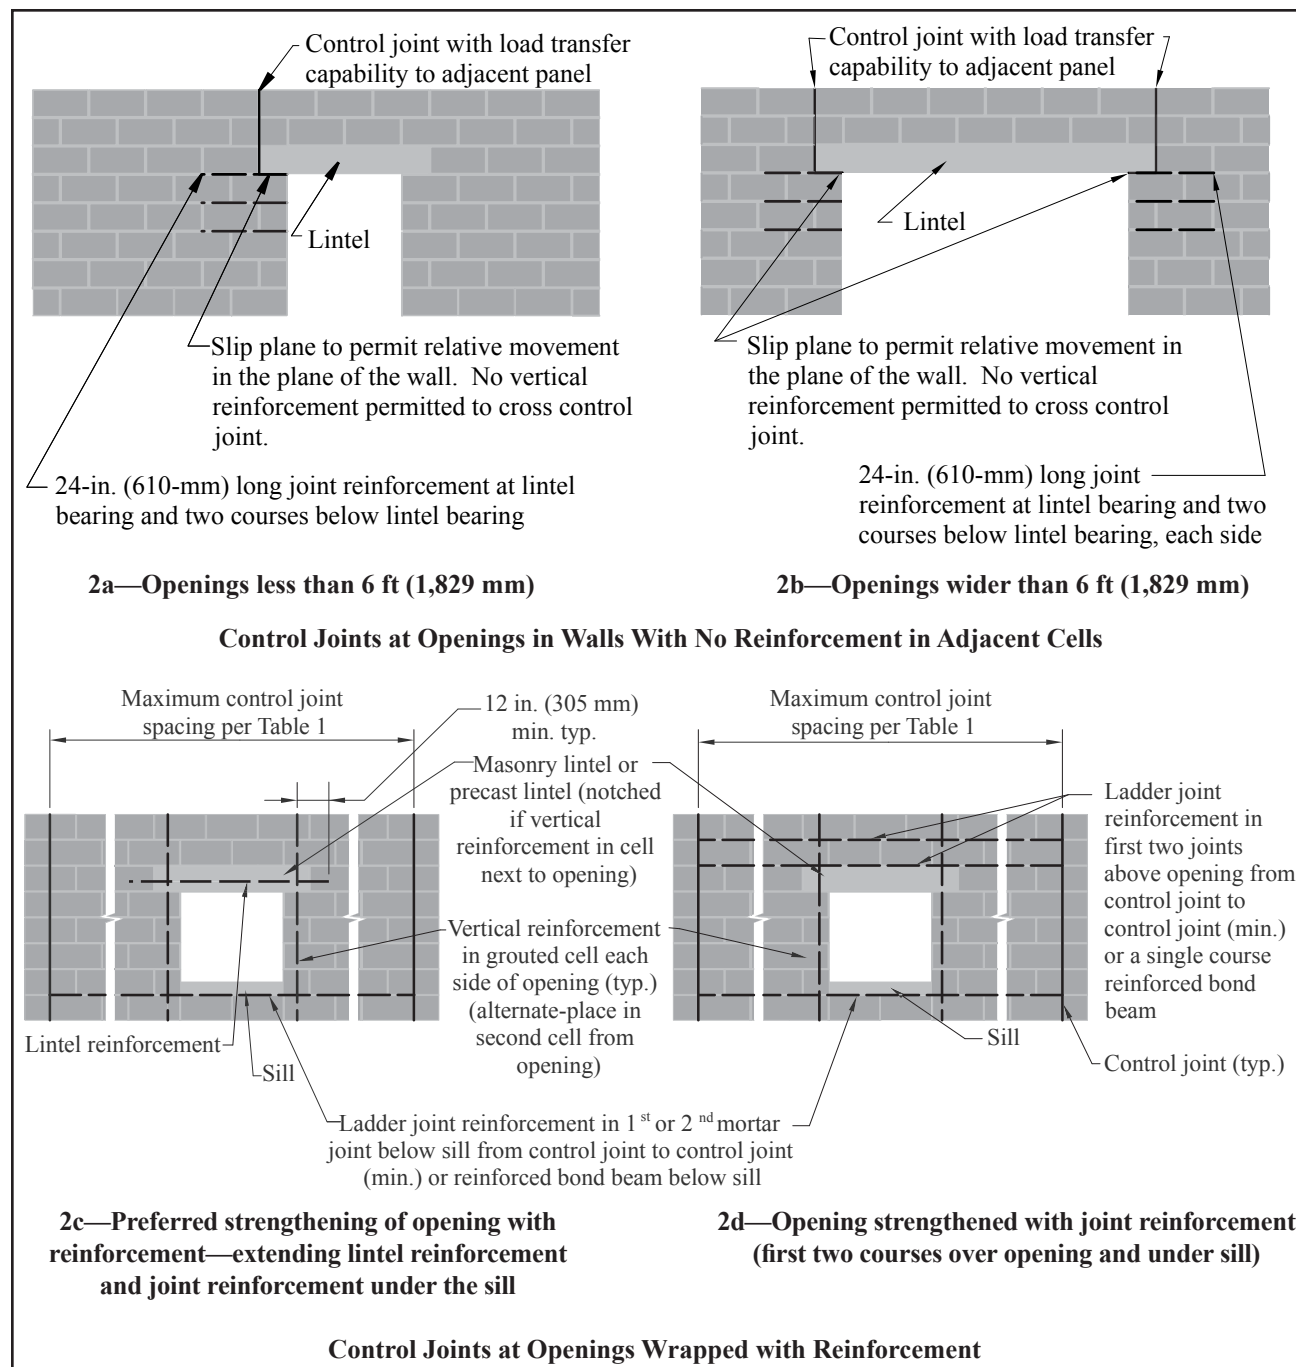 Control joint with load transfer
capability to adjacent panel
Lintel
Slip plane to permit relative movement
in the plane of the wall.  No vertical
reinforcement permitted to cross control
joint.
24-in. (610-mm) long joint reinforcement at lintel
bearing and two courses below lintel bearing
2a—Openings less than 6 ft (1,829 mm)
Control joint with load transfer
capability to adjacent panel
Lintel
Slip plane to permit relative movement in
the plane of the wall.  No vertical
reinforcement permitted to cross control
joint.
24-in. (610-mm) long joint
reinforcement at lintel bearing and two
courses below lintel bearing, each side
2b—Openings wider than 6 ft (1,829 mm)
Control Joints at Openings in Walls With No Reinforcement in Adjacent Cells
Maximum control joint
spacing per Table 1
12 in. (305 mm)
min. typ.
Masonry lintel or
precast lintel (notched
if vertical
reinforcement in cell
next to opening)
Vertical reinforcement
in grouted cell each
side of opening (typ.)
(alternate-place in
second cell from
opening)
Lintel reinforcement
Sill
Ladder joint reinforcement in 1 st or 2 nd mortar
joint below sill from control joint to control joint
(min.) or reinforced bond beam below sill
Maximum control joint
spacing per Table 1
Ladder joint
reinforcement in
first two joints
above opening from
control joint to
control joint (min.)
or a single course
reinforced bond
beam
Sill
Control joint (typ.)
2c—Preferred strengthening of opening with
reinforcement—extending lintel reinforcement
and joint reinforcement under the sill
2d—Opening strengthened with joint reinforcement
(first two courses over opening and under sill)
Control Joints at Openings Wrapped with Reinforcement